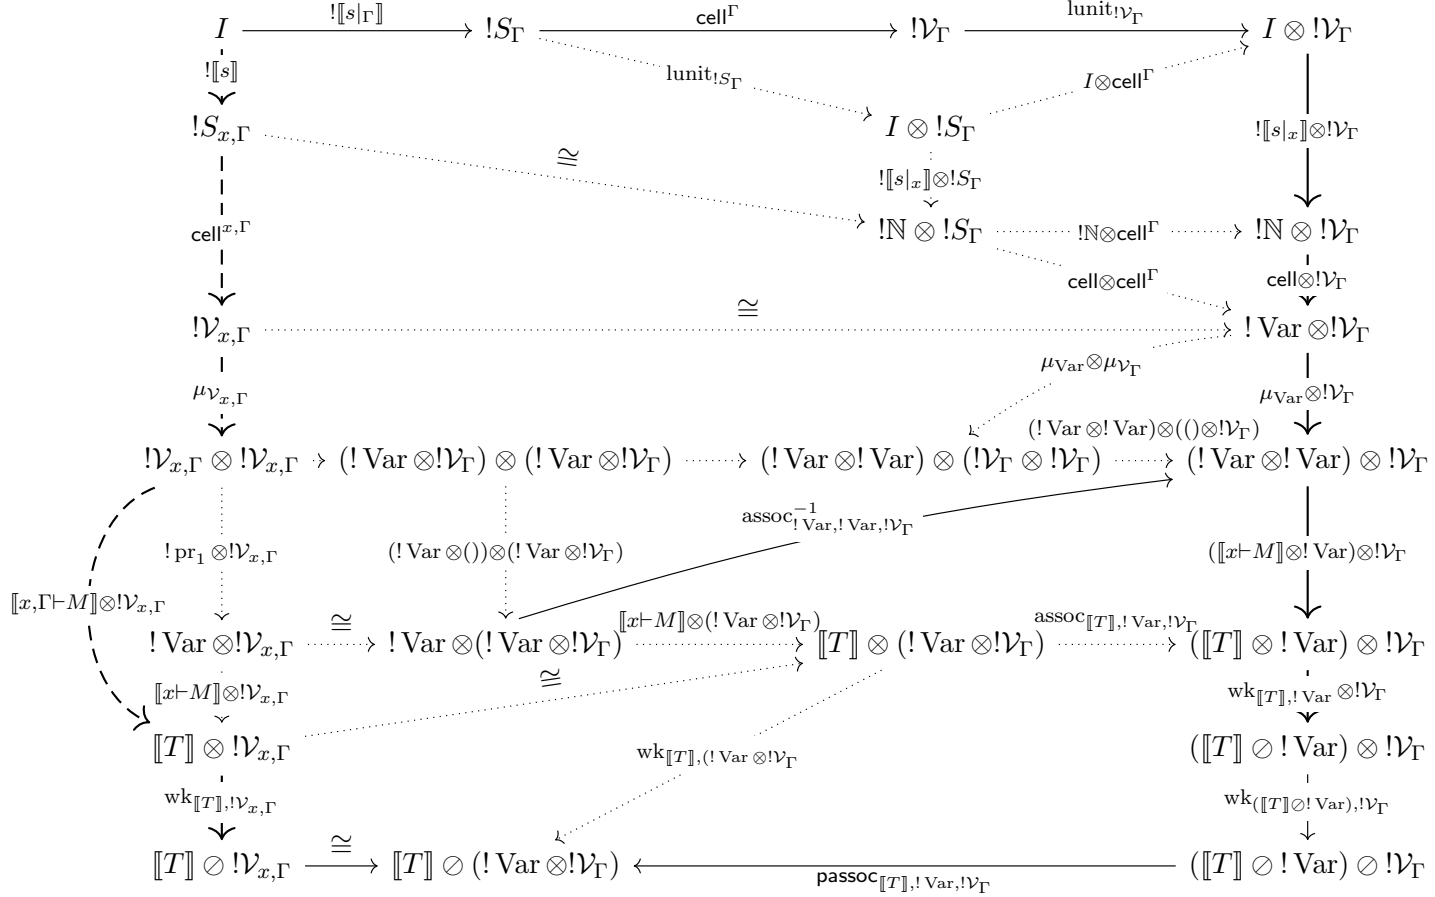 I !⟦s|_Γ⟧ !S_Γ cell^Γ !𝒱_Γ lunit_{!𝒱_Γ} I ⊗ !𝒱_Γ
!⟦s⟧ lunit_{!S_Γ} I⊗cell^Γ
!S_{x,Γ} ≅ I ⊗ !S_Γ !⟦s|_x⟧⊗!𝒱_Γ
!⟦s|_x⟧⊗!S_Γ
cell^{x,Γ} !ℕ ⊗ !S_Γ !ℕ⊗cell^Γ !ℕ ⊗ !𝒱_Γ
cell⊗cell^Γ cell⊗!𝒱_Γ
!𝒱_{x,Γ} ≅ !Var ⊗!𝒱_Γ
μ_{𝒱_{x,Γ}} μ_{Var}⊗μ_{𝒱_Γ} μ_{Var}⊗!𝒱_Γ
(!Var⊗!Var)⊗(()⊗!𝒱_Γ)
!𝒱_{x,Γ} ⊗ !𝒱_{x,Γ} (!Var ⊗!𝒱_Γ) ⊗ (!Var ⊗!𝒱_Γ) (!Var ⊗!Var) ⊗ (!𝒱_Γ ⊗ !𝒱_Γ) (!Var ⊗!Var) ⊗ !𝒱_Γ
assoc^{-1}_{!Var,!Var,!𝒱_Γ}
!pr_1 ⊗!𝒱_{x,Γ} (!Var ⊗())⊗(!Var ⊗!𝒱_Γ) (⟦x⊢M⟧⊗!Var)⊗!𝒱_Γ
⟦x,Γ⊢M⟧⊗!𝒱_{x,Γ}
≅ ⟦x⊢M⟧⊗(!Var ⊗!𝒱_Γ) assoc_{⟦T⟧,!Var,!𝒱_Γ}
!Var ⊗!𝒱_{x,Γ} !Var ⊗(!Var ⊗!𝒱_Γ) ⟦T⟧ ⊗ (!Var ⊗!𝒱_Γ) (⟦T⟧ ⊗ !Var) ⊗ !𝒱_Γ
⟦x⊢M⟧⊗!𝒱_{x,Γ} ≅ wk_{⟦T⟧,!Var} ⊗!𝒱_Γ
⟦T⟧ ⊗ !𝒱_{x,Γ} wk_{⟦T⟧,(!Var ⊗!𝒱_Γ} (⟦T⟧ ⊘ !Var) ⊗ !𝒱_Γ
wk_{⟦T⟧,!𝒱_{x,Γ}} wk_{(⟦T⟧⊘!Var),!𝒱_Γ}
⟦T⟧ ⊘ !𝒱_{x,Γ} ≅ ⟦T⟧ ⊘ (!Var ⊗!𝒱_Γ) passoc_{⟦T⟧,!Var,!𝒱_Γ} (⟦T⟧ ⊘ !Var) ⊘ !𝒱_Γ